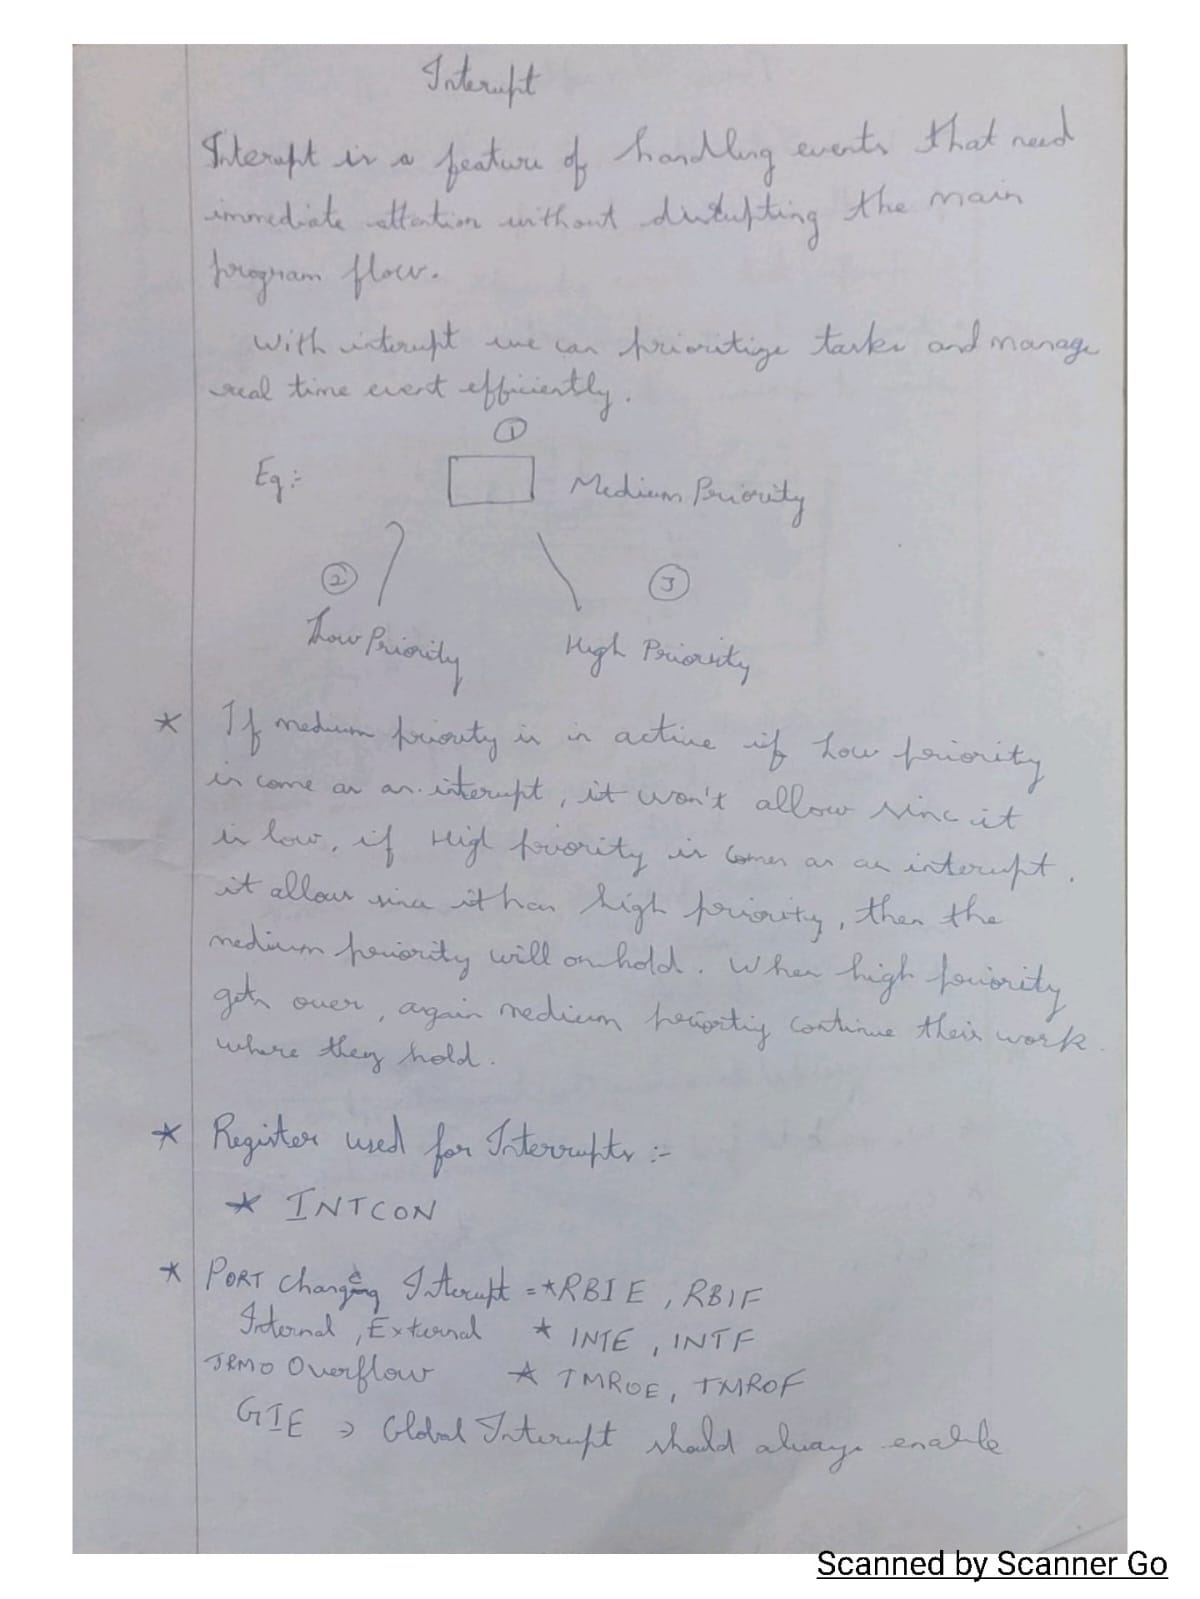 Interupt
Interupt is a feature of handling events that need
immediate attention without distupting the main
program flow.
With interupt we can prioritize tasks and manage
real time event efficiently.
①
Eg :- Medium Priority
② ③
Low Priority High Priority
* If medium priority is in active if Low priority
is come as an interupt, it won't allow sinc it
is low, if High priority is comes as an interupt.
it allow since it has high priority, then the
medium priority will on hold. When high priority
gets over, again medium priortiy continue their work
where they hold.
* Register used for Interrupts :-
* INTCON
* PORT Change Interupt = * RBIE, RBIF
Internal, External * INTE, INTF
TRMO Overflow * TMROE, TMROF
GIE → Global Interupt should always enable
Scanned by Scanner Go